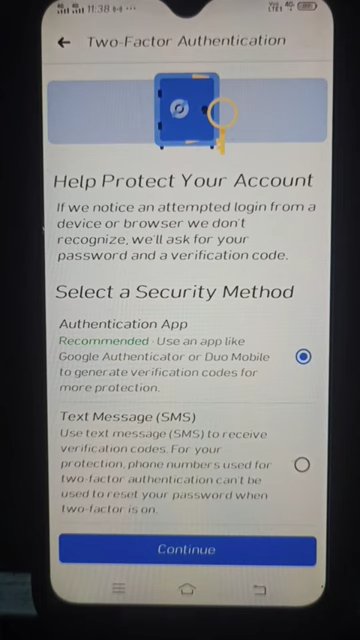 11:38
Two-Factor Authentication
Help Protect Your Account
If we notice an attempted login from a
device or browser we don't
recognize, we'll ask for your
password and a verification code.
Select a Security Method
Authentication App
Recommended · Use an app like
Google Authenticator or Duo Mobile
to generate verification codes for
more protection.
Text Message (SMS)
Use text message (SMS) to receive
verification codes. For your
protection, phone numbers used for
two-factor authentication can't be
used to reset your password when
two-factor is on.
Continue